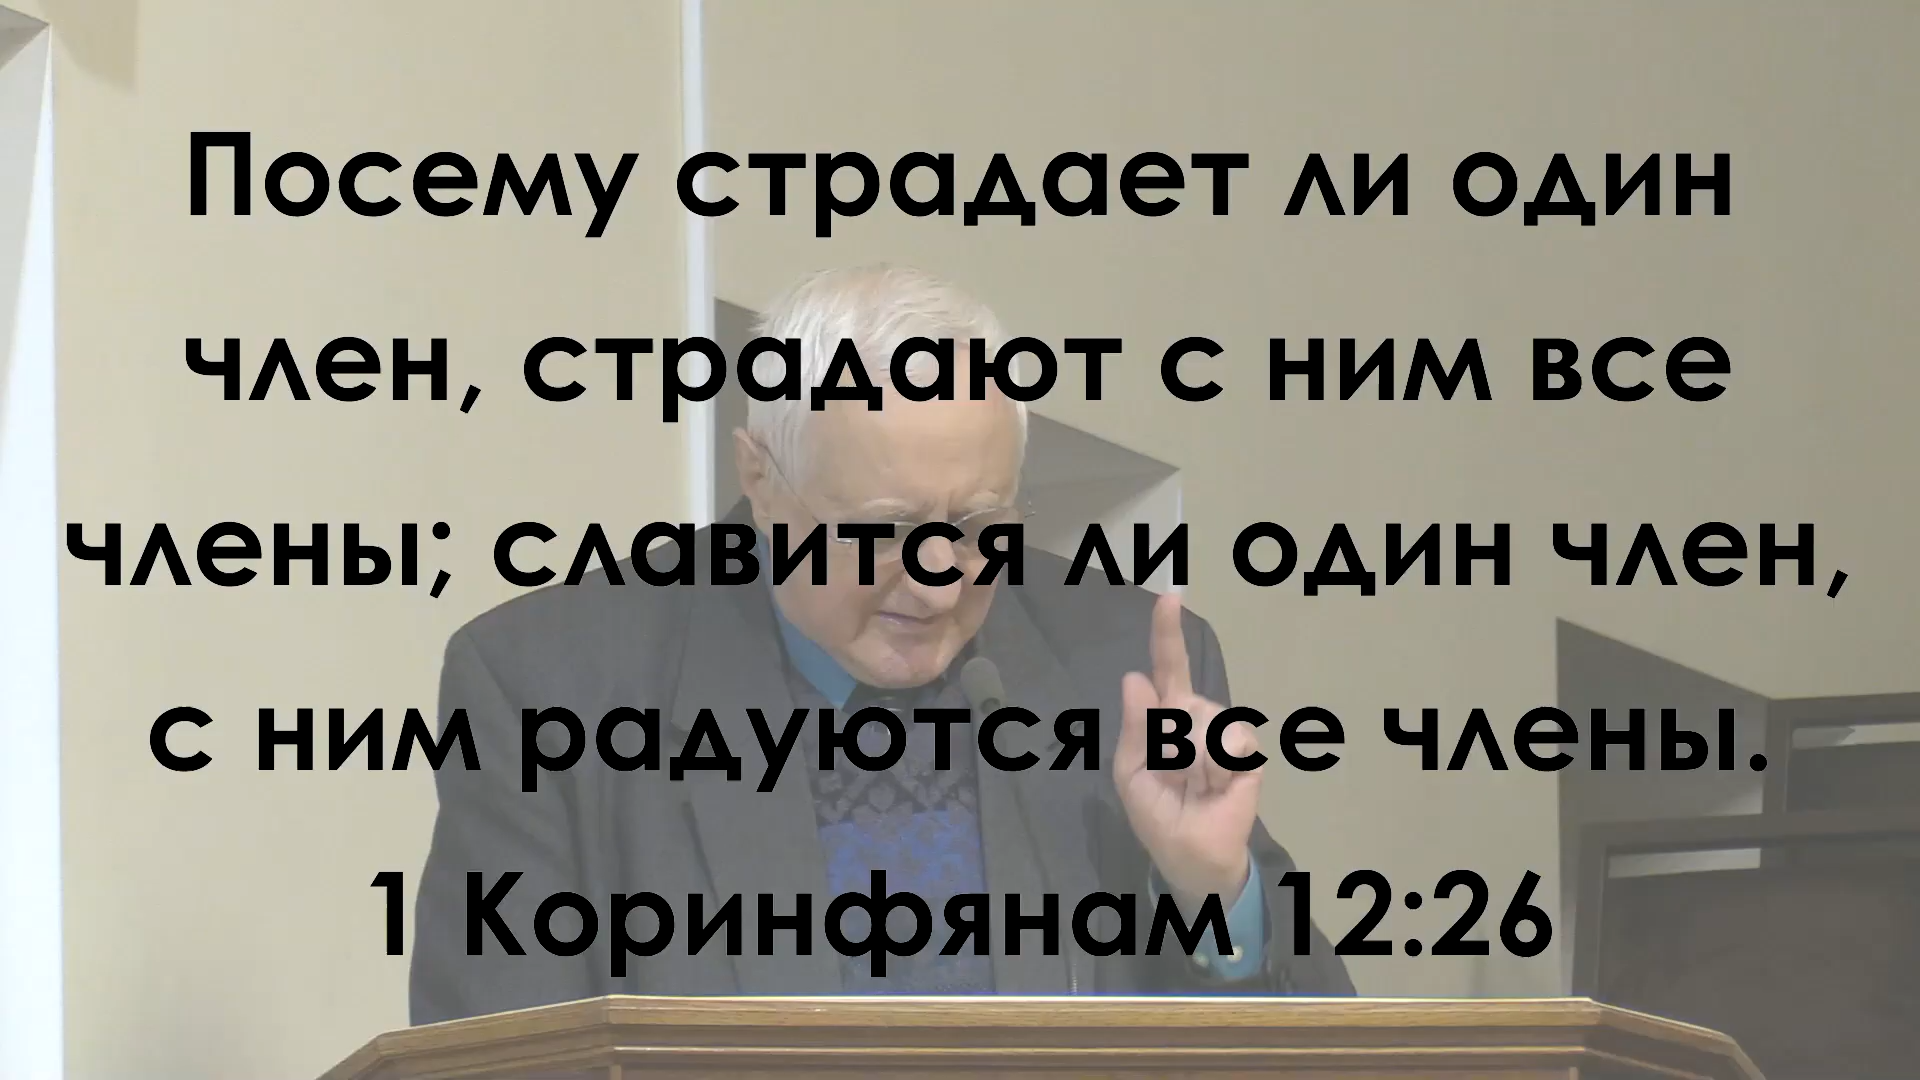 Посему страдает ли один
член, страдают с ним все
члены; славится ли один член,
с ним радуются все члены.
1 Коринфянам 12:26